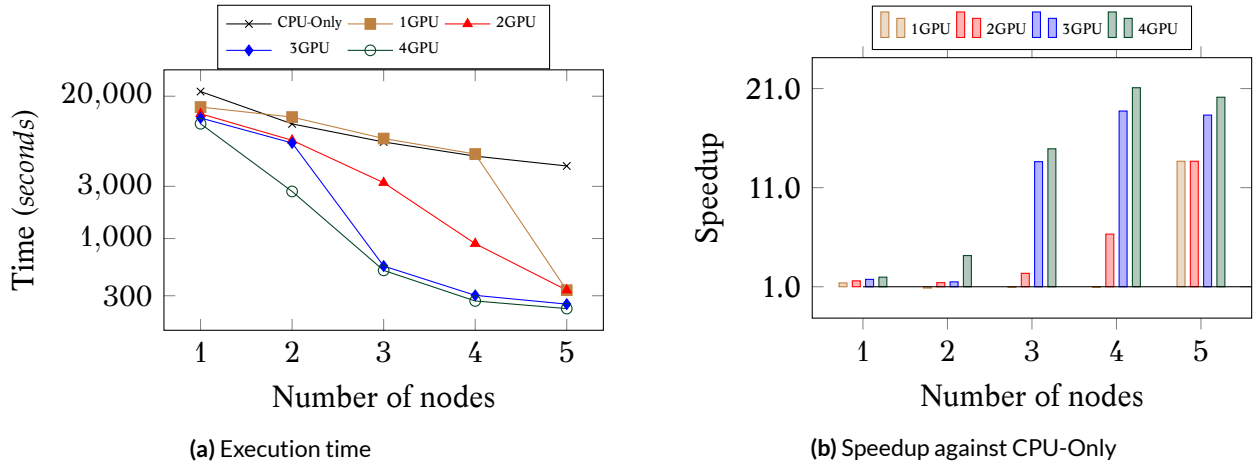 CPU-Only 1GPU 2GPU
3GPU 4GPU
20,000
3,000
1,000
300
Time (seconds)
1 2 3 4 5
Number of nodes
(a) Execution time
1GPU 2GPU 3GPU 4GPU
21.0
11.0
1.0
Speedup
1 2 3 4 5
Number of nodes
(b) Speedup against CPU-Only